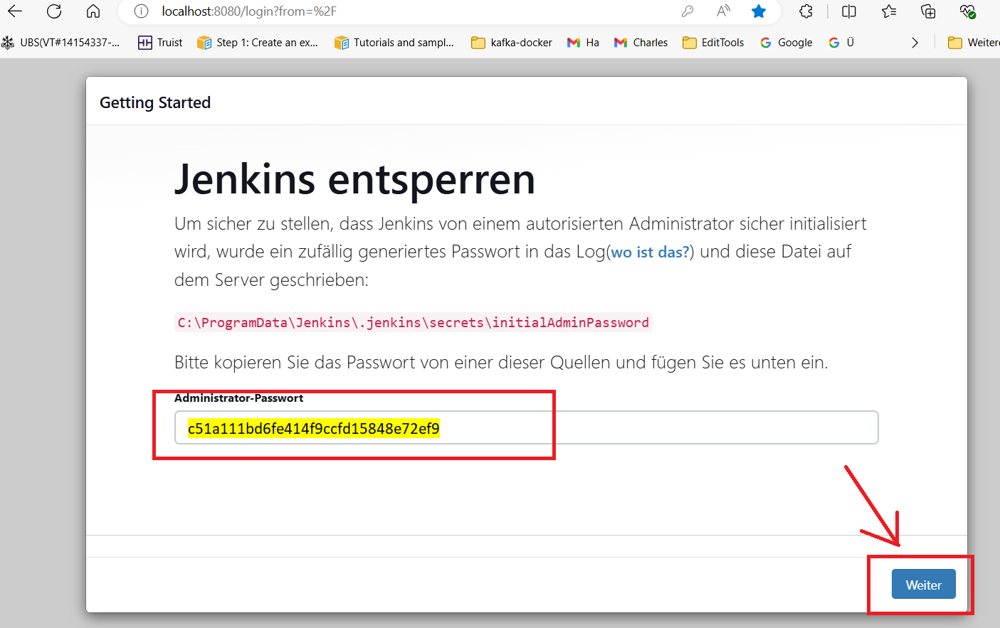 localhost:8080/login?from=%2F
UBS(VT#14154337-... Truist Step 1: Create an ex... Tutorials and sampl... kafka-docker Ha Charles EditTools Google Ü Weitere
Getting Started
Jenkins entsperren
Um sicher zu stellen, dass Jenkins von einem autorisierten Administrator sicher initialisiert
wird, wurde ein zufällig generiertes Passwort in das Log(wo ist das?) und diese Datei auf
dem Server geschrieben:
C:\ProgramData\Jenkins\.jenkins\secrets\initialAdminPassword
Bitte kopieren Sie das Passwort von einer dieser Quellen und fügen Sie es unten ein.
Administrator-Passwort
c51a111bd6fe414f9ccfd15848e72ef9
Weiter